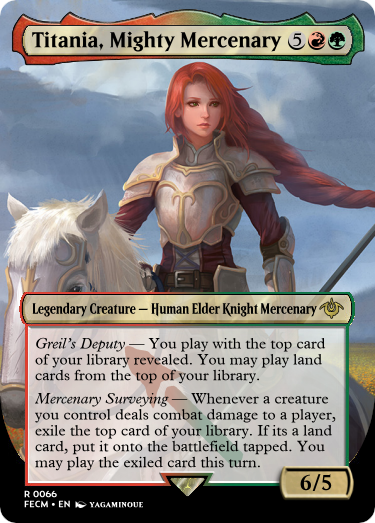 Titania, Mighty Mercenary 5
Legendary Creature — Human Elder Knight Mercenary
Greil's Deputy — You play with the top card
of your library revealed. You may play land
cards from the top of your library.
Mercenary Surveying — Whenever a creature
you control deals combat damage to a player,
exile the top card of your library. If its a land
card, put it onto the battlefield tapped. You
may play the exiled card this turn.
6/5
R 0066
FECM • EN YAGAMINOUE